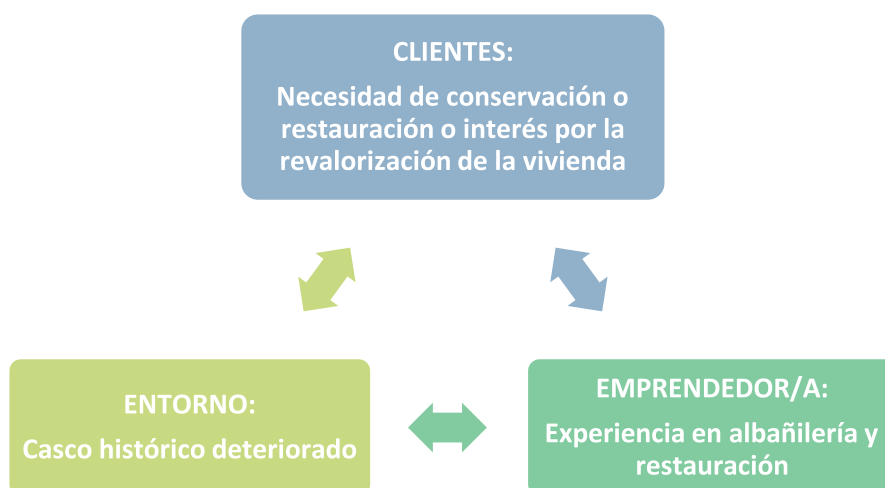 CLIENTES:
Necesidad de conservación o
restauración o interés por la
revalorización de la vivienda
ENTORNO:
Casco histórico deteriorado
EMPRENDEDOR/A:
Experiencia en albañilería y
restauración